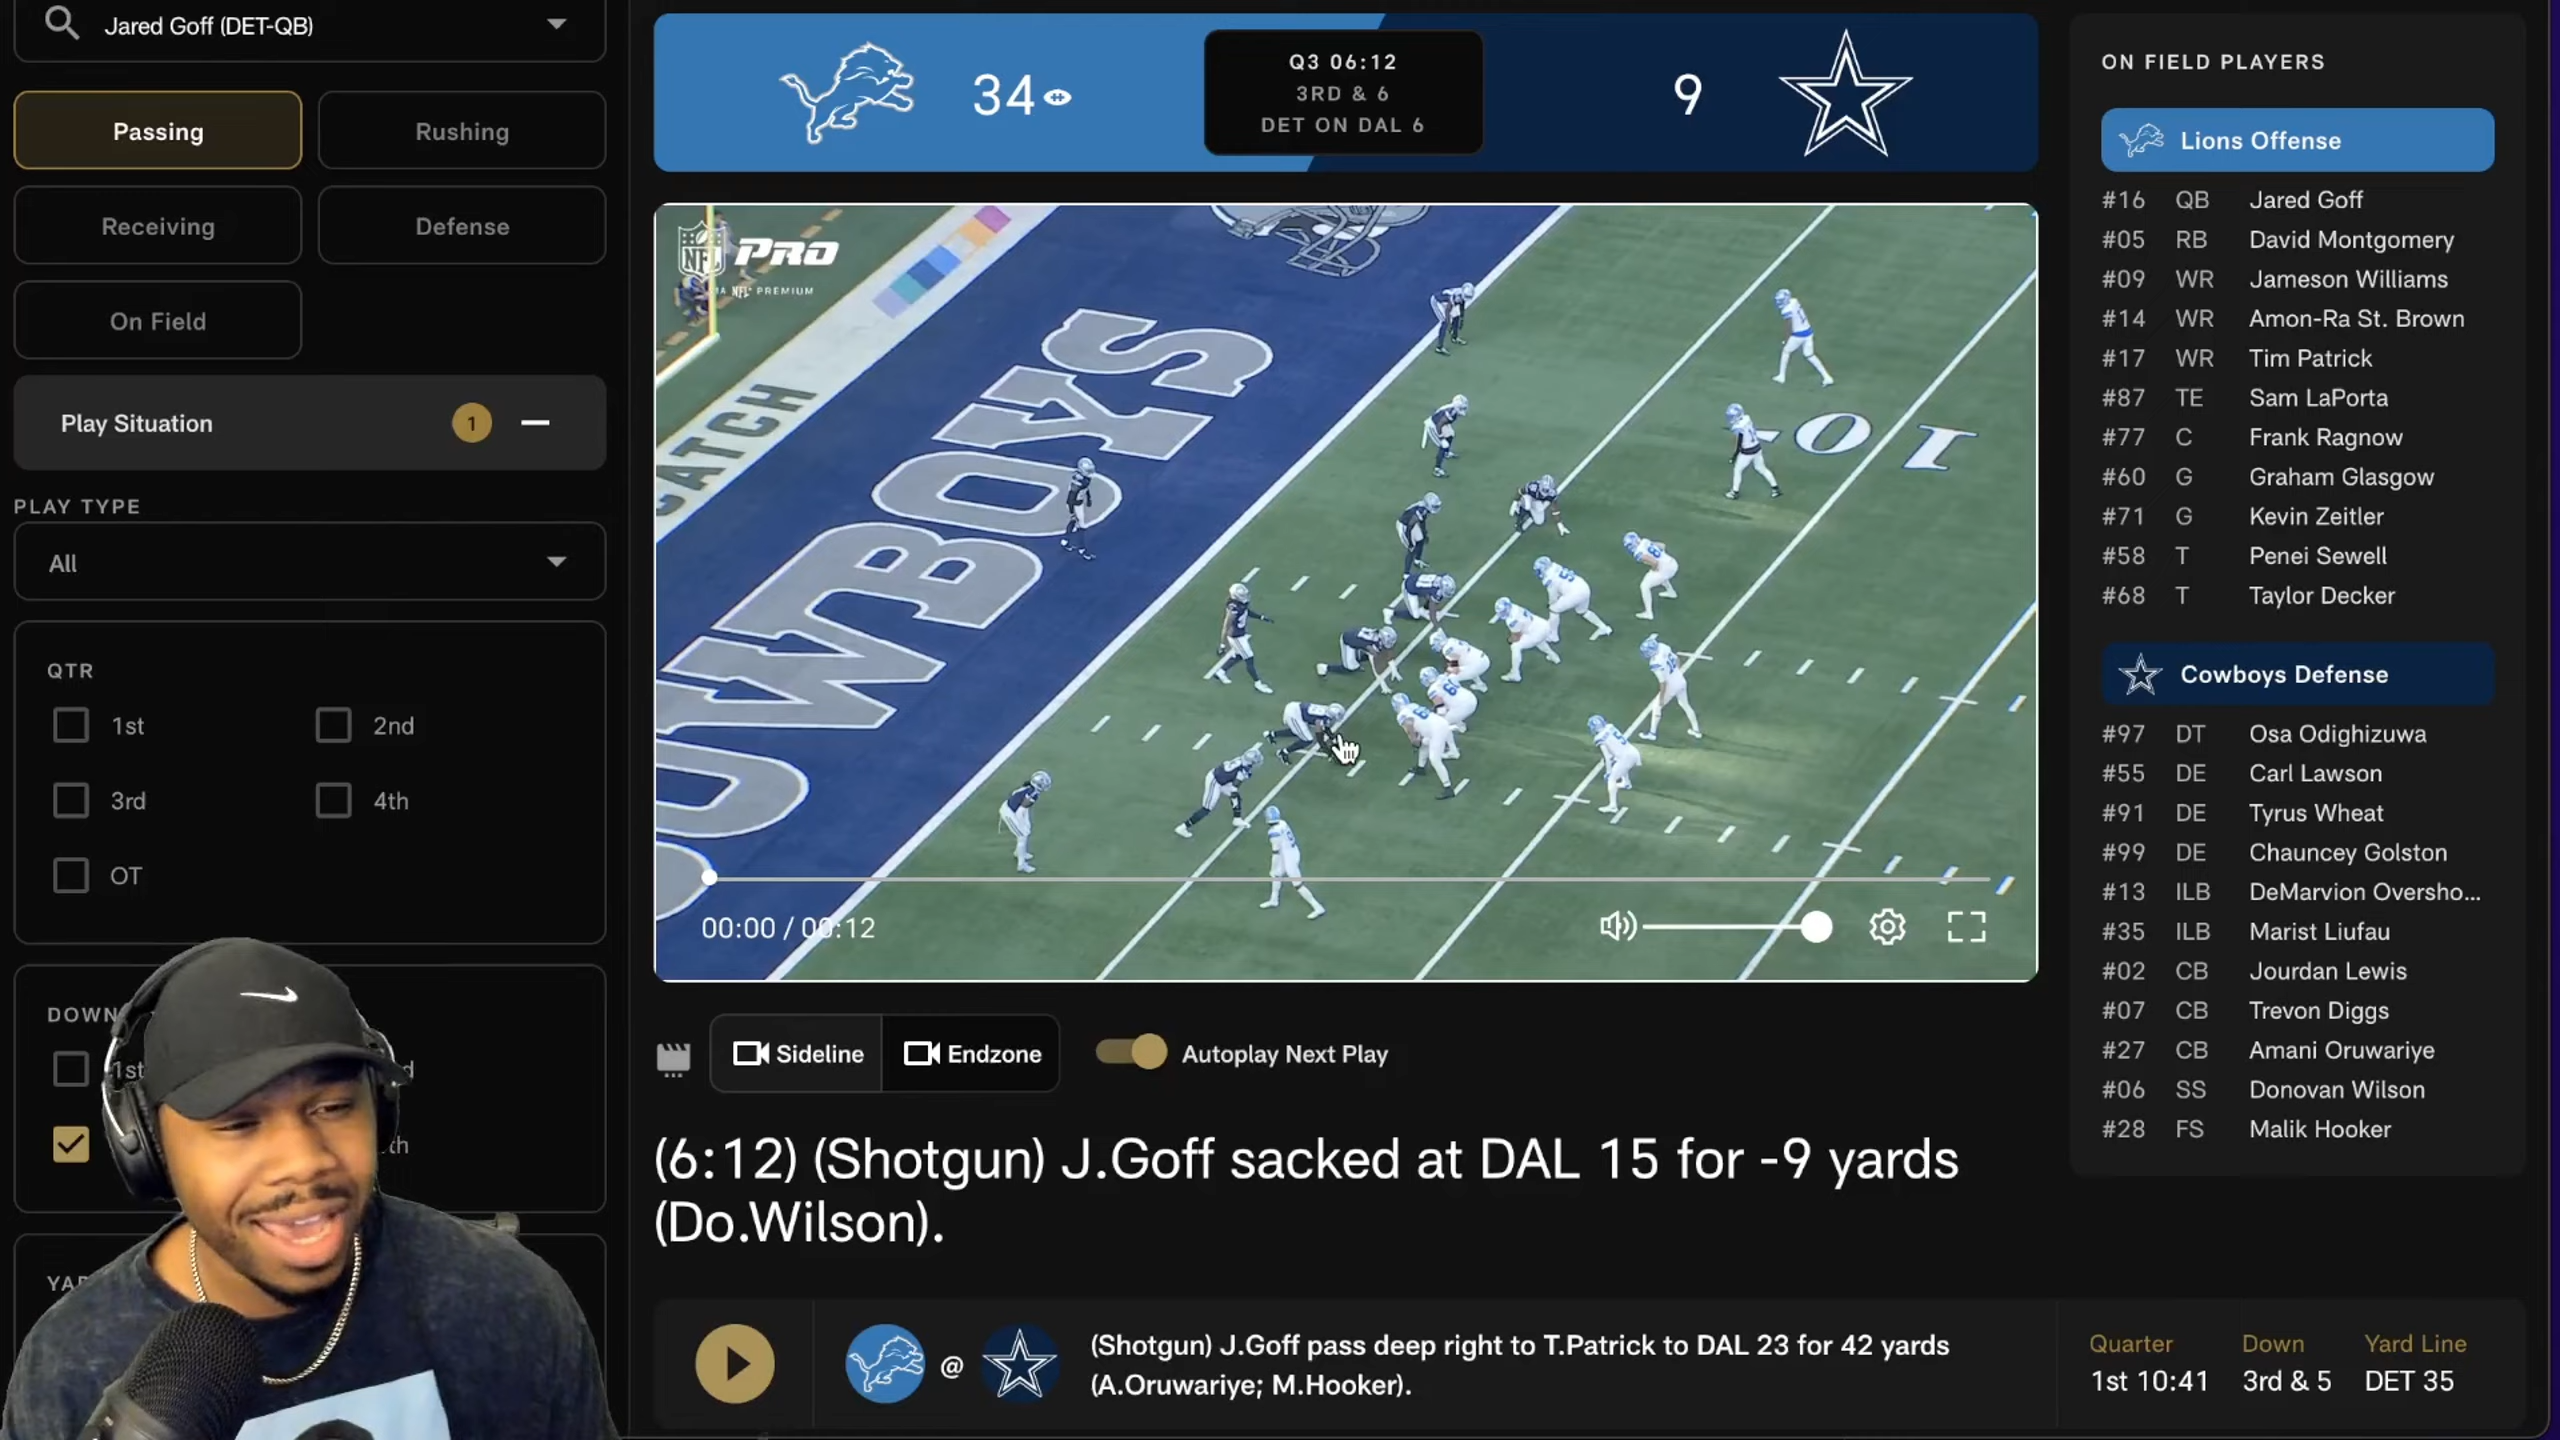 Jared Goff (DET-QB)
Passing
Rushing
Receiving
Defense
On Field
Play Situation
1
PLAY TYPE
All
QTR
1st
2nd
3rd
4th
OT
DOWN
1st
d
th
34
Q3 06:12
3RD & 6
DET ON DAL 6
9
NFL PRO
NFL+ PREMIUM
CATCH
COWBOYS
10
00:00 / 00:12
Sideline
Endzone
Autoplay Next Play
(6:12) (Shotgun) J.Goff sacked at DAL 15 for -9 yards
(Do.Wilson).
@
(Shotgun) J.Goff pass deep right to T.Patrick to DAL 23 for 42 yards
(A.Oruwariye; M.Hooker).
Quarter
Down
Yard Line
1st 10:41
3rd & 5
DET 35
ON FIELD PLAYERS
Lions Offense
#16 QB Jared Goff
#05 RB David Montgomery
#09 WR Jameson Williams
#14 WR Amon-Ra St. Brown
#17 WR Tim Patrick
#87 TE Sam LaPorta
#77 C Frank Ragnow
#60 G Graham Glasgow
#71 G Kevin Zeitler
#58 T Penei Sewell
#68 T Taylor Decker
Cowboys Defense
#97 DT Osa Odighizuwa
#55 DE Carl Lawson
#91 DE Tyrus Wheat
#99 DE Chauncey Golston
#13 ILB DeMarvion Oversho...
#35 ILB Marist Liufau
#02 CB Jourdan Lewis
#07 CB Trevon Diggs
#27 CB Amani Oruwariye
#06 SS Donovan Wilson
#28 FS Malik Hooker